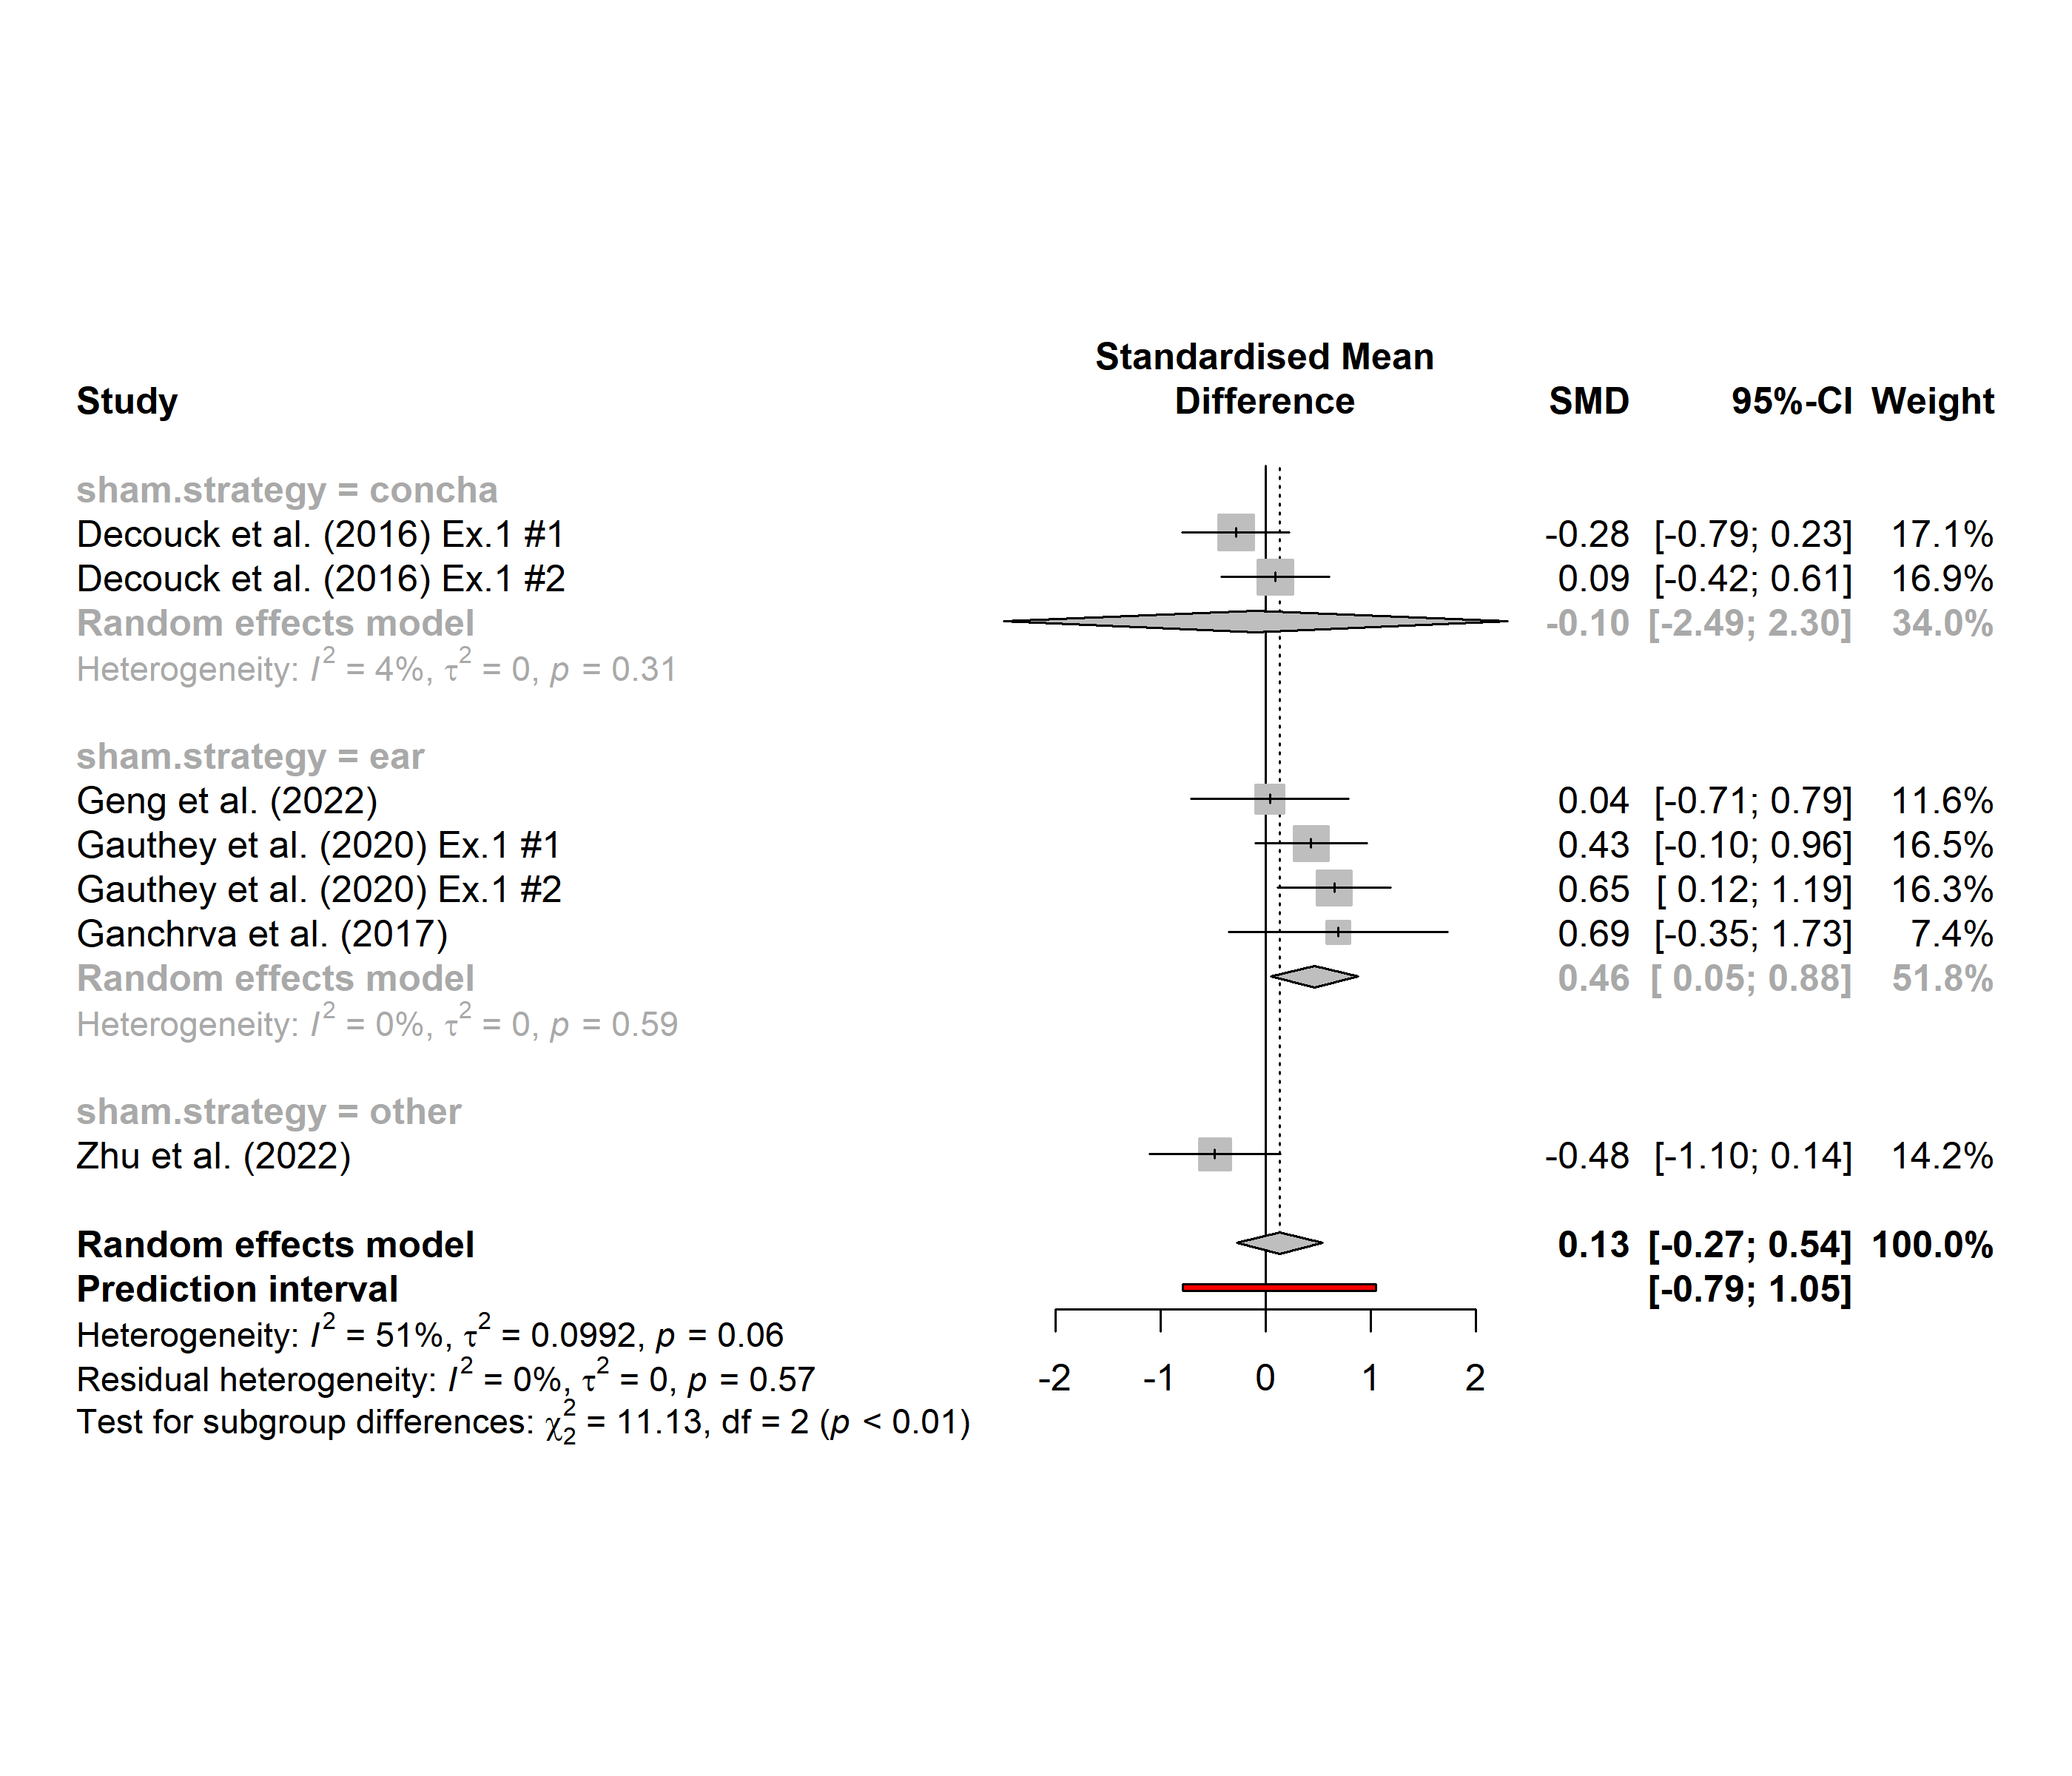 Standardised Mean
Study Difference SMD 95%-CI Weight
sham.strategy = concha
Decouck et al. (2016) Ex.1 #1 -0.28 [-0.79; 0.23] 17.1%
Decouck et al. (2016) Ex.1 #2 0.09 [-0.42; 0.61] 16.9%
Random effects model -0.10 [-2.49; 2.30] 34.0%
Heterogeneity: I² = 4%, τ² = 0, p = 0.31
sham.strategy = ear
Geng et al. (2022) 0.04 [-0.71; 0.79] 11.6%
Gauthey et al. (2020) Ex.1 #1 0.43 [-0.10; 0.96] 16.5%
Gauthey et al. (2020) Ex.1 #2 0.65 [ 0.12; 1.19] 16.3%
Ganchrva et al. (2017) 0.69 [-0.35; 1.73] 7.4%
Random effects model 0.46 [ 0.05; 0.88] 51.8%
Heterogeneity: I² = 0%, τ² = 0, p = 0.59
sham.strategy = other
Zhu et al. (2022) -0.48 [-1.10; 0.14] 14.2%
Random effects model 0.13 [-0.27; 0.54] 100.0%
Prediction interval [-0.79; 1.05]
Heterogeneity: I² = 51%, τ² = 0.0992, p = 0.06
Residual heterogeneity: I² = 0%, τ² = 0, p = 0.57
-2 -1 0 1 2
Test for subgroup differences: χ²₂ = 11.13, df = 2 (p < 0.01)